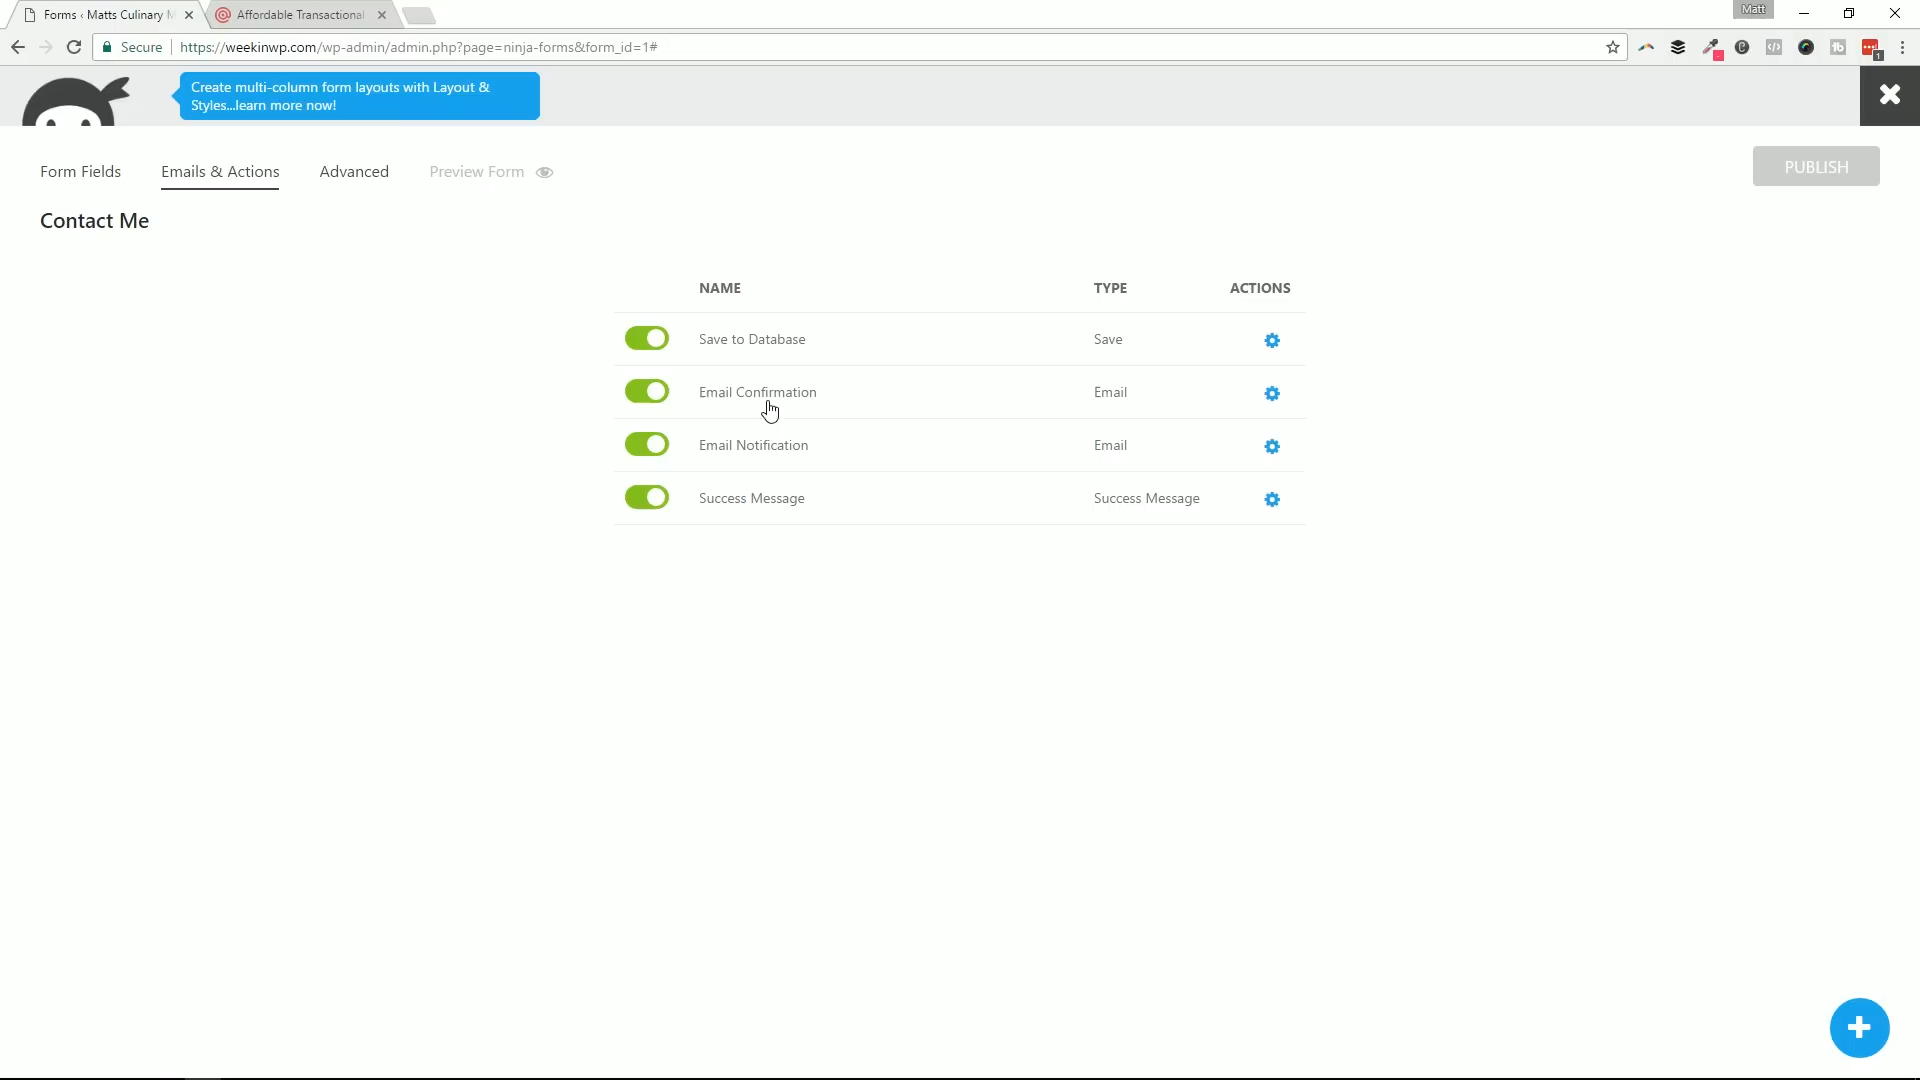 Forms ‹ Matts Culinary M
Affordable Transactional
Matt
Secure
https://weekinwp.com/wp-admin/admin.php?page=ninja-forms&form_id=1#
1
Create multi-column form layouts with Layout &
Styles...learn more now!
Form Fields
Emails & Actions
Advanced
Preview Form
PUBLISH
Contact Me
NAME TYPE ACTIONS
Save to Database Save
Email Confirmation Email
Email Notification Email
Success Message Success Message